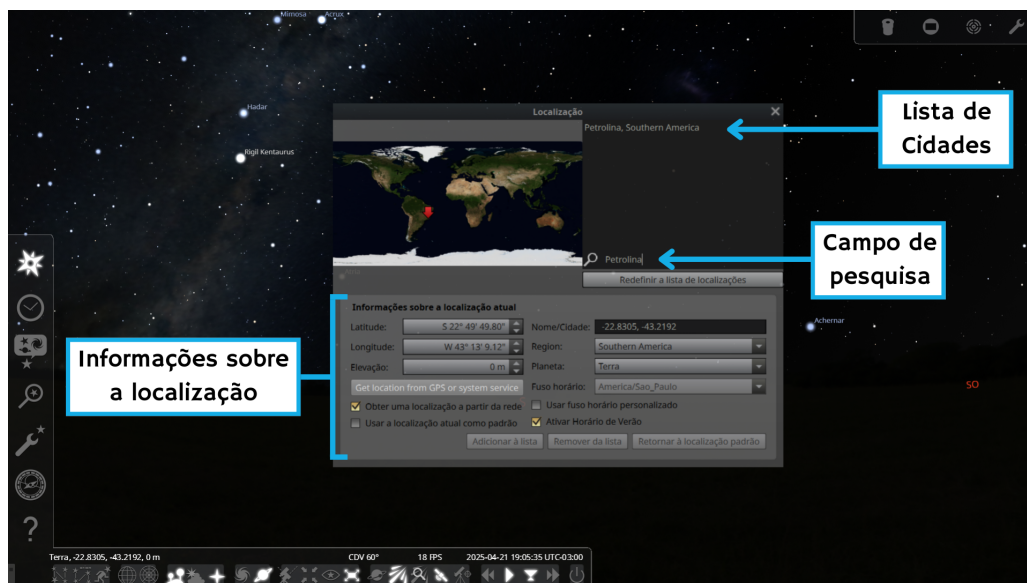 Mimosa
Acrux
Hadar
Rigil Kentaurus
Localização
Petrolina, Southern America
Lista de
Cidades
Petrolina
Campo de
pesquisa
Redefinir a lista de localizações
Achernar
SO
Informações sobre
a localização
Informações sobre a localização atual
Latitude: S 22° 49' 49.80" Nome/Cidade: -22.8305, -43.2192
Longitude: W 43° 13' 9.12" Region: Southern America
Elevação: 0 m Planeta: Terra
Get location from GPS or system service Fuso horário: America/Sao_Paulo
Obter uma localização a partir da rede Usar fuso horário personalizado
Usar a localização atual como padrão Ativar Horário de Verão
Adicionar à lista Remover da lista Retornar à localização padrão
Terra, -22.8305, -43.2192, 0 m CDV 60° 18 FPS 2025-04-21 19:05:35 UTC-03:00